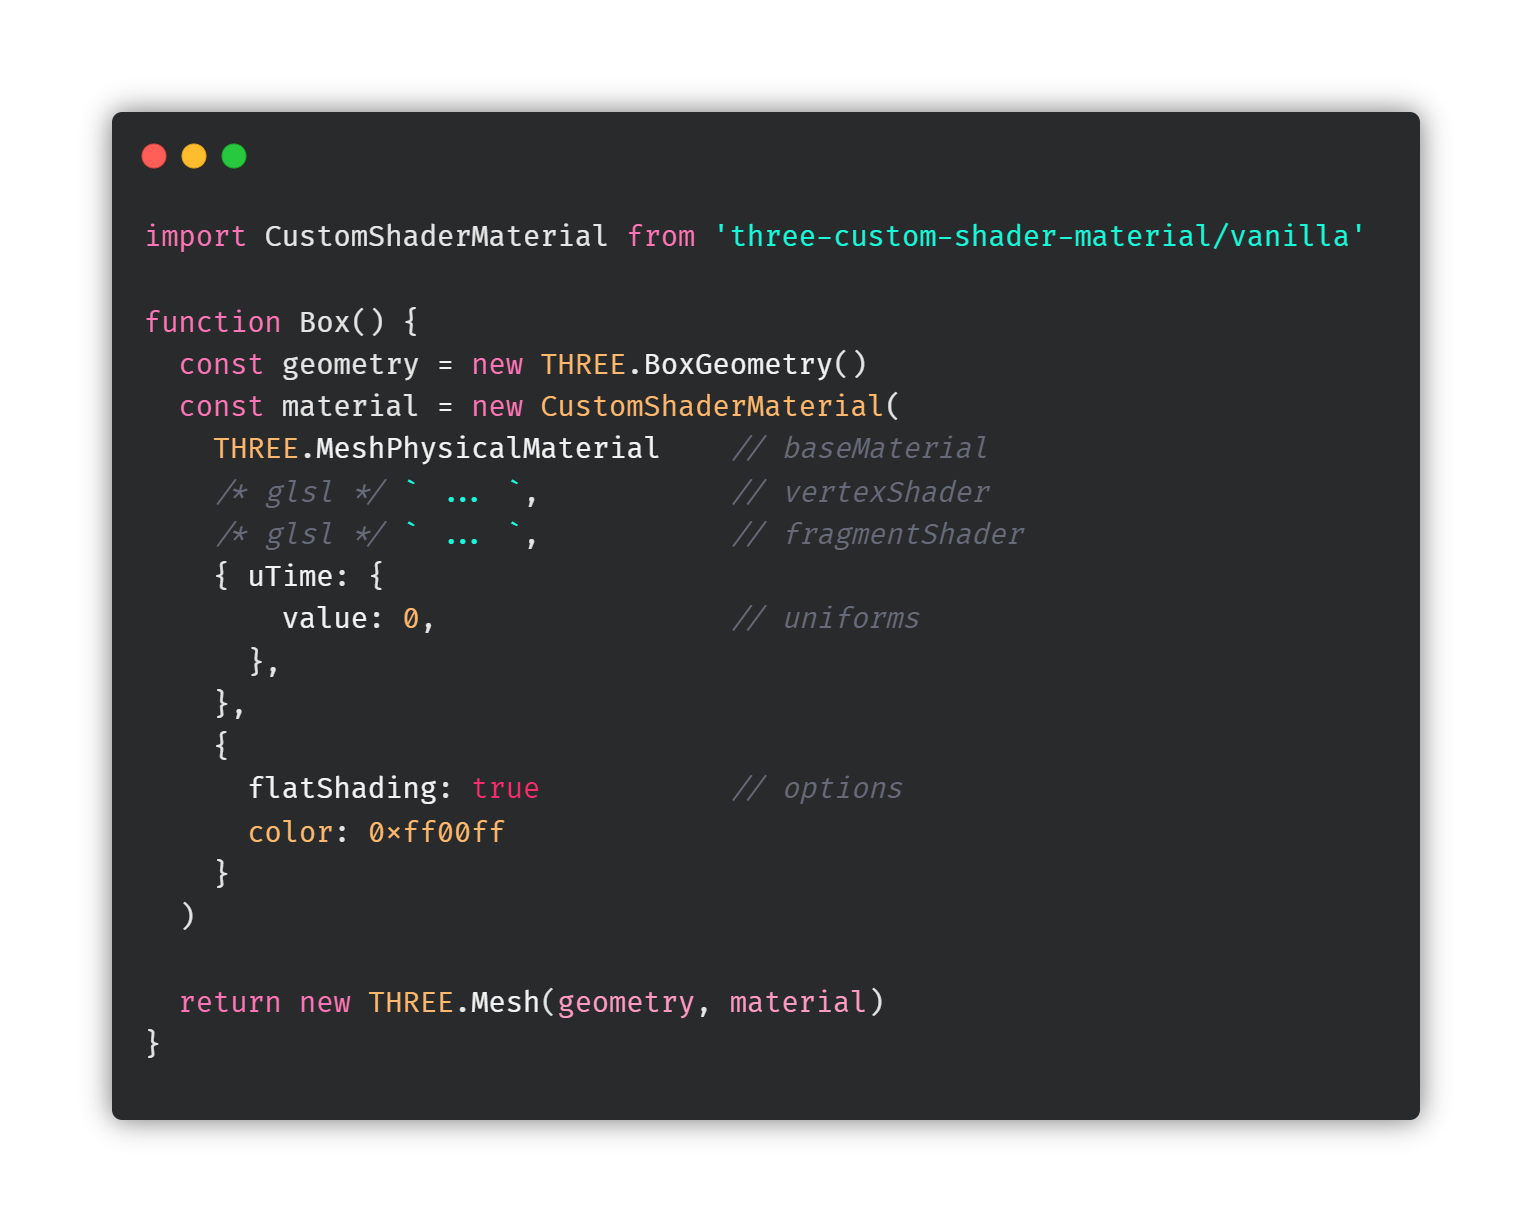 import CustomShaderMaterial from 'three-custom-shader-material/vanilla'

function Box() {
  const geometry = new THREE.BoxGeometry()
  const material = new CustomShaderMaterial(
    THREE.MeshPhysicalMaterial    // baseMaterial
    /* glsl */ ` ... `,           // vertexShader
    /* glsl */ ` ... `,           // fragmentShader
    { uTime: {
        value: 0,                 // uniforms
      },
    },
    {
      flatShading: true           // options
      color: 0xff00ff
    }
  )

  return new THREE.Mesh(geometry, material)
}